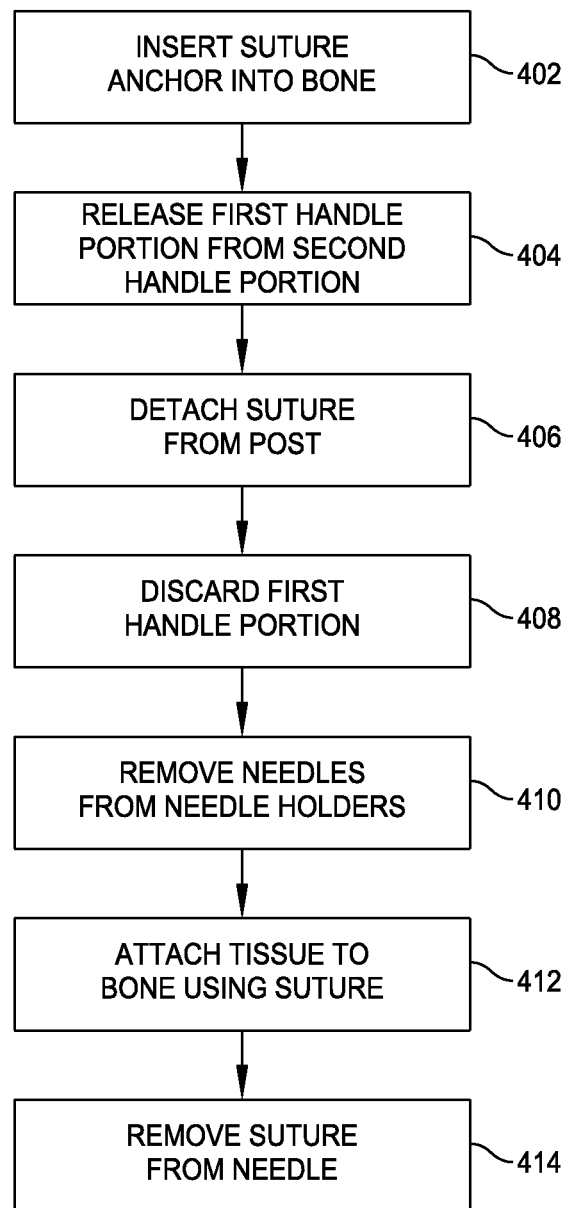 INSERT SUTURE
ANCHOR INTO BONE
402
RELEASE FIRST HANDLE
PORTION FROM SECOND
HANDLE PORTION
404
DETACH SUTURE
FROM POST
406
DISCARD FIRST
HANDLE PORTION
408
REMOVE NEEDLES
FROM NEEDLE HOLDERS
410
ATTACH TISSUE TO
BONE USING SUTURE
412
REMOVE SUTURE
FROM NEEDLE
414